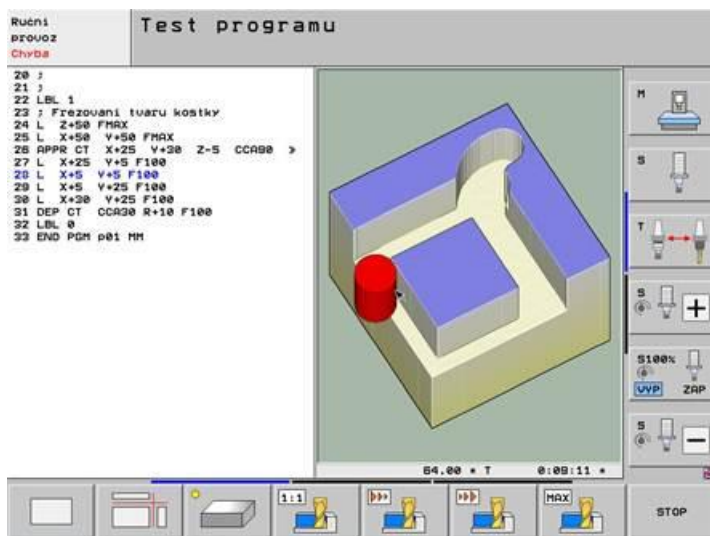 Ruční
provoz
Chyba
Test programu
20 ;
21 ;
22 LBL 1
23 ; Frezovani tvaru kostky
24 L Z+50 FMAX
25 L X+50 Y+50 FMAX
26 APPR CT X+25 Y+30 Z-5 CCA90 >
27 L X+25 Y+5 F100
28 L X+5 Y+5 F100
29 L X+5 Y+25 F100
30 L X+30 Y+25 F100
31 DEP CT CCA30 R+10 F100
32 LBL 0
33 END PGM p01 MM
M
S
T
S
+
S100%
VYP ZAP
S
-
64.00 * T 0:09:11 *
1:1
MAX
STOP